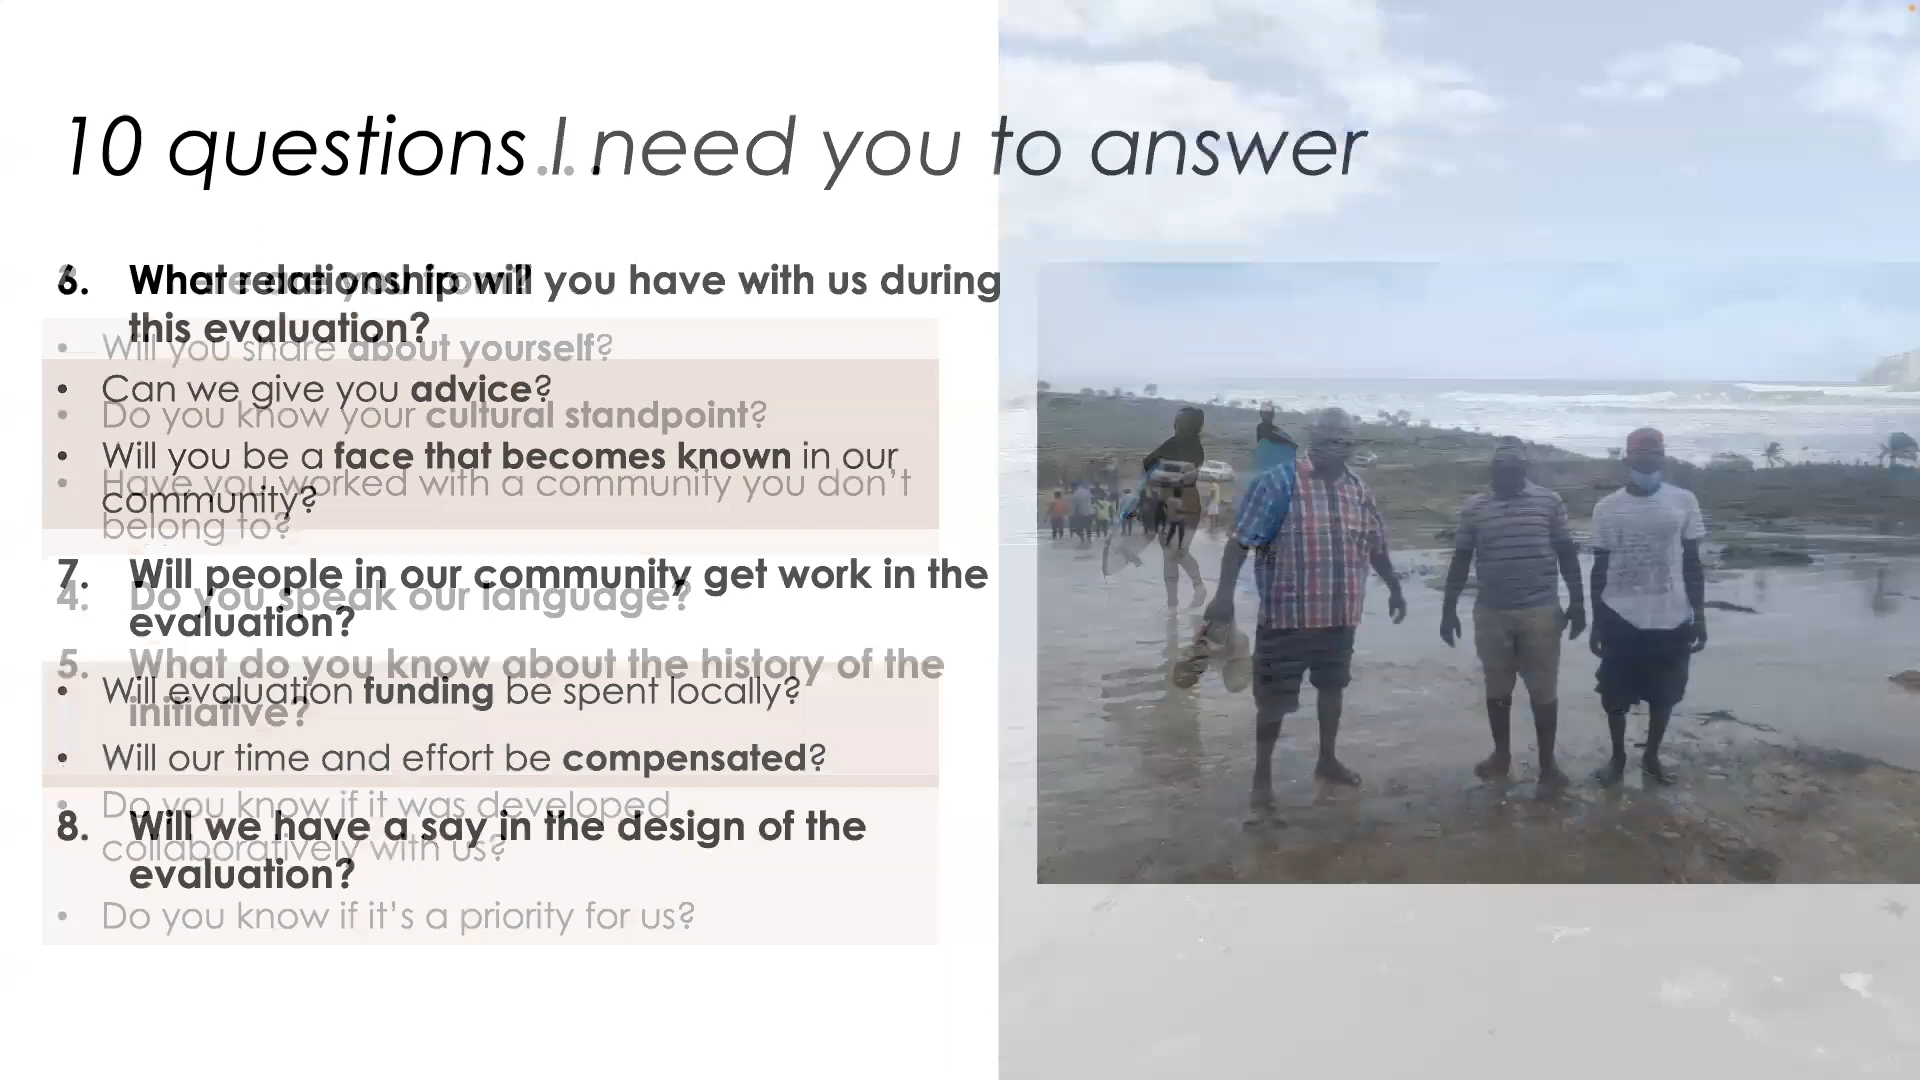 10 questions I need you to answer
...
6. What relationship will you have with us during
this evaluation?
• Can we give you advice?
• Will you be a face that becomes known in our
community?
7. Will people in our community get work in the
evaluation?
• Will evaluation funding be spent locally?
• Will our time and effort be compensated?
8. Will we have a say in the design of the
evaluation?
• Will you share about yourself?
• Do you know your cultural standpoint?
• Have you worked with a community you don’t
belong to?
4. Do you speak our language?
5. What do you know about the history of the
initiative?
• Do you know if it was developed
collaboratively with us?
• Do you know if it’s a priority for us?